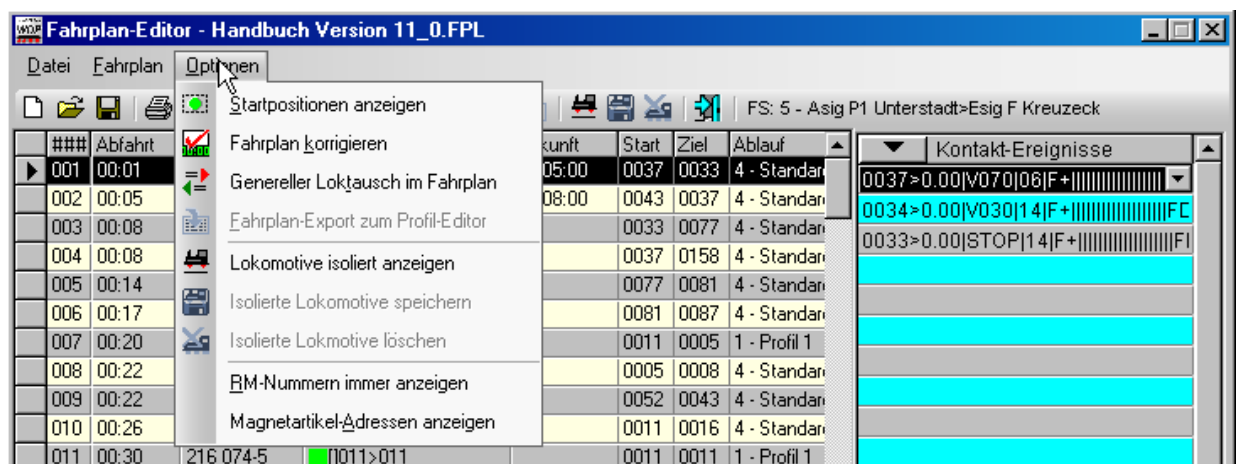 Fahrplan-Editor - Handbuch Version 11_0.FPL
Datei Fahrplan Optionen
FS: 5 - Asig P1 Unterstadt>Esig F Kreuzeck
Startpositionen anzeigen
Fahrplan korrigieren
Genereller Loktausch im Fahrplan
Fahrplan-Export zum Profil-Editor
Lokomotive isoliert anzeigen
Isolierte Lokomotive speichern
Isolierte Lokmotive löschen
RM-Nummern immer anzeigen
Magnetartikel-Adressen anzeigen
### Abfahrt kunft Start Ziel Ablauf
001 00:01 05:00 0037 0033 4 - Standar
002 00:05 08:00 0043 0037 4 - Standar
003 00:08 0033 0077 4 - Standar
004 00:08 0037 0158 4 - Standar
005 00:14 0077 0081 4 - Standar
006 00:17 0081 0087 4 - Standar
007 00:20 0011 0005 1 - Profil 1
008 00:22 0005 0008 4 - Standar
009 00:22 0052 0043 4 - Standar
010 00:26 0011 0016 4 - Standar
011 00:30 216 074-5 []011>011 0011 0011 1 - Profil 1
Kontakt-Ereignisse
0037>0.00|V070|06|F+||||||||||||||||||
0034>0.00|V030|14|F+||||||||||||||||||||FD
0033>0.00|STOP|14|F+||||||||||||||||||||FI